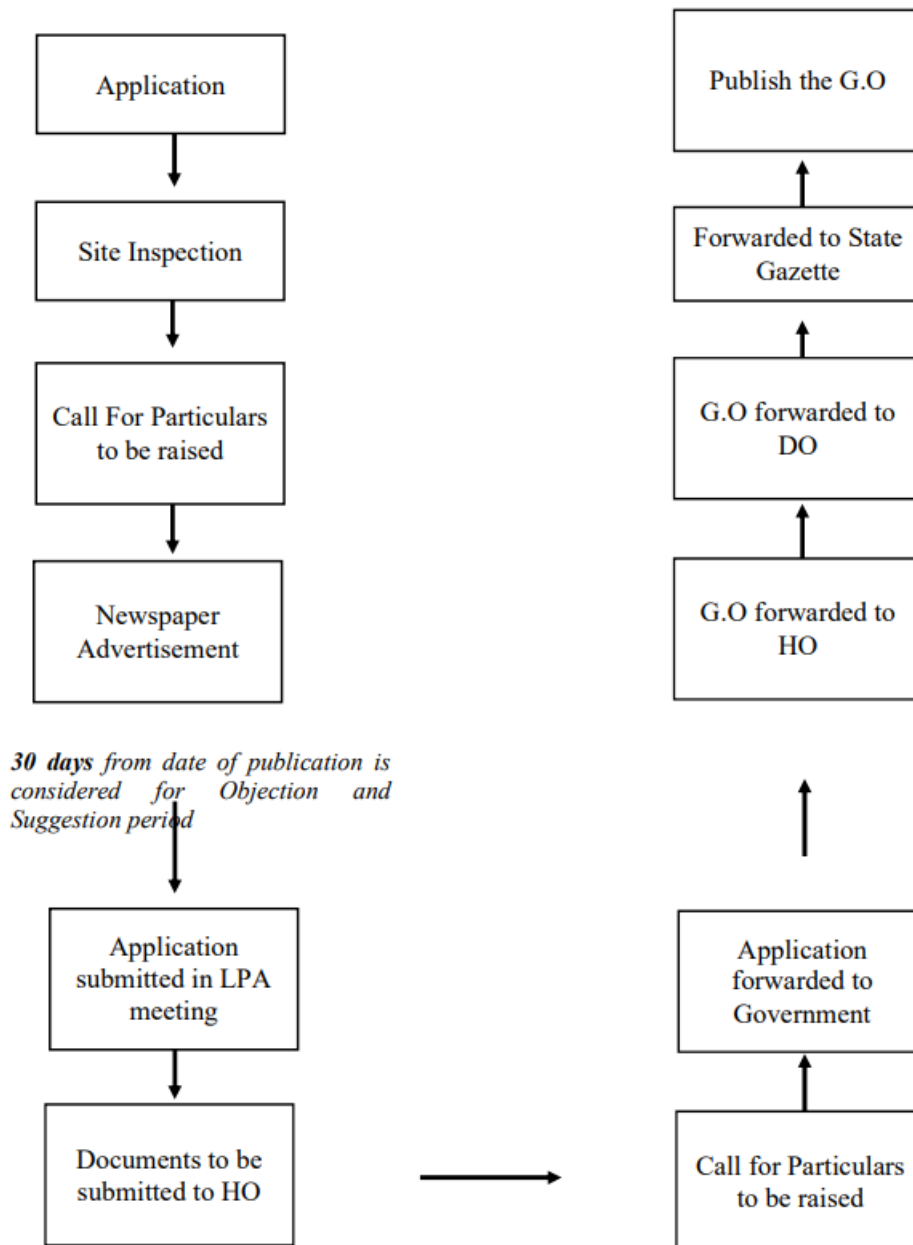 Application
Site Inspection
Call For Particulars
to be raised
Newspaper
Advertisement
30 days from date of publication is
considered for Objection and
Suggestion period
Application
submitted in LPA
meeting
Documents to be
submitted to HO
Call for Particulars
to be raised
Application
forwarded to
Government
G.O forwarded to
HO
G.O forwarded to
DO
Forwarded to State
Gazette
Publish the G.O